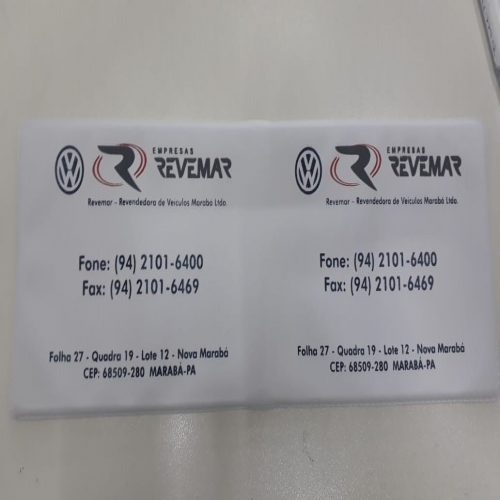 EMPRESAS
REVEMAR
Revemar - Revendedora de Veículos Marabá Ltda.
Fone: (94) 2101-6400
Fax: (94) 2101-6469
Folha 27 - Quadra 19 - Lote 12 - Nova Marabá
CEP: 68509-280 MARABÁ-PA
EMPRESAS
REVEMAR
Revemar - Revendedora de Veículos Marabá Ltda.
Fone: (94) 2101-6400
Fax: (94) 2101-6469
Folha 27 - Quadra 19 - Lote 12 - Nova Marabá
CEP: 68509-280 MARABÁ-PA